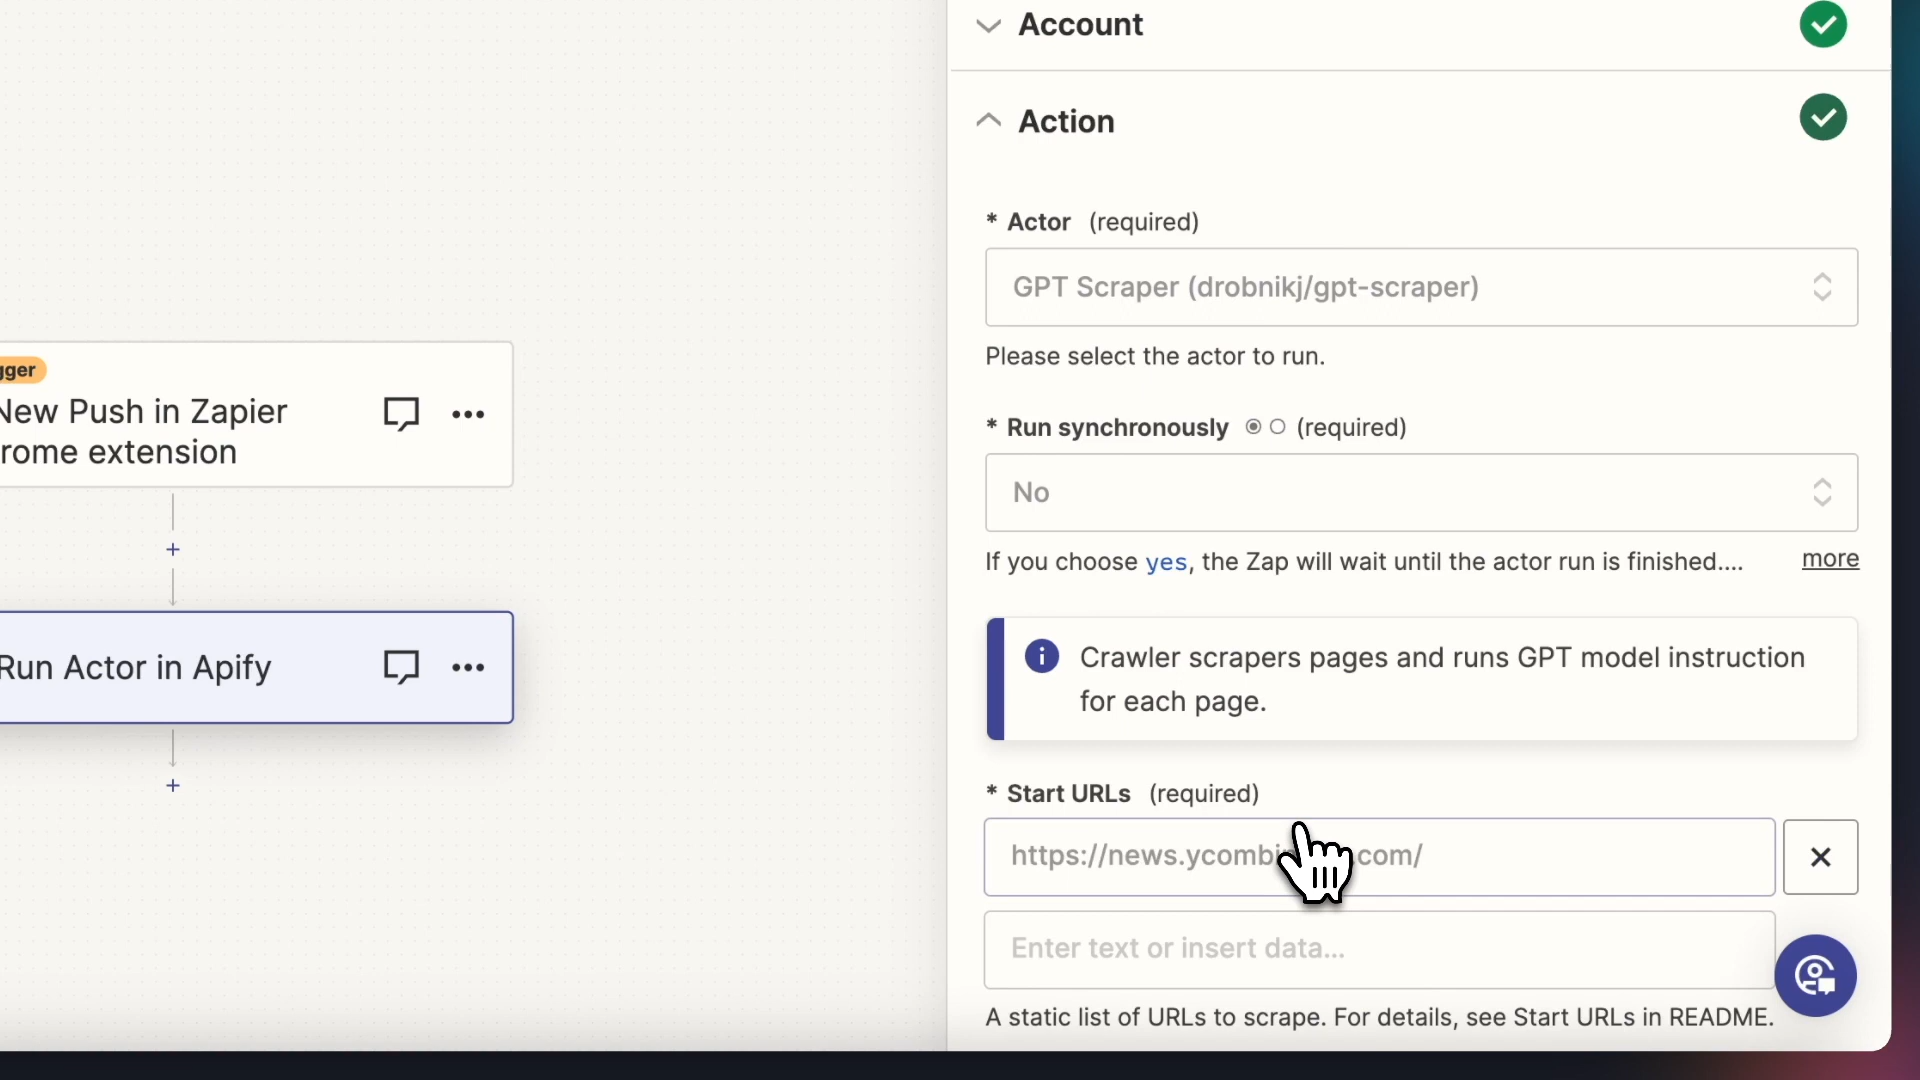 Account
Action
* Actor (required)
GPT Scraper (drobnikj/gpt-scraper)
Please select the actor to run.
* Run synchronously (required)
No
If you choose yes, the Zap will wait until the actor run is finished.... more
Crawler scrapers pages and runs GPT model instruction
for each page.
* Start URLs (required)
https://news.ycombi com/
Enter text or insert data...
A static list of URLs to scrape. For details, see Start URLs in README.
gger
New Push in Zapier
rome extension
Run Actor in Apify